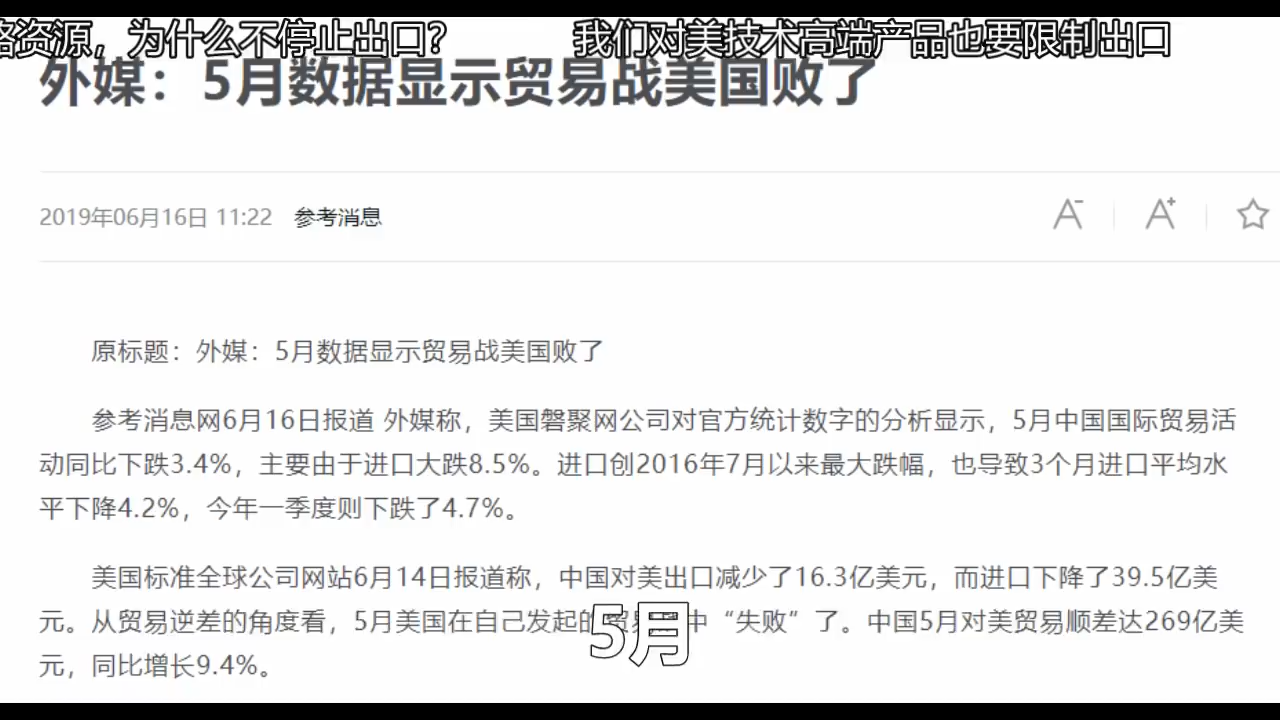 资源，为什么不停止出口?
我们对美技术高端产品也要限制出口
外媒：5月数据显示贸易战美国败了
2019年06月16日 11:22 参考消息
A- A+
原标题：外媒：5月数据显示贸易战美国败了
参考消息网6月16日报道 外媒称，美国磐聚网公司对官方统计数字的分析显示，5月中国国际贸易活
动同比下跌3.4%，主要由于进口大跌8.5%。进口创2016年7月以来最大跌幅，也导致3个月进口平均水
平下降4.2%，今年一季度则下跌了4.7%。
美国标准全球公司网站6月14日报道称，中国对美出口减少了16.3亿美元，而进口下降了39.5亿美
元。从贸易逆差的角度看，5月美国在自己发起的贸易战中“失败”了。中国5月对美贸易顺差达269亿美
元，同比增长9.4%。
5月